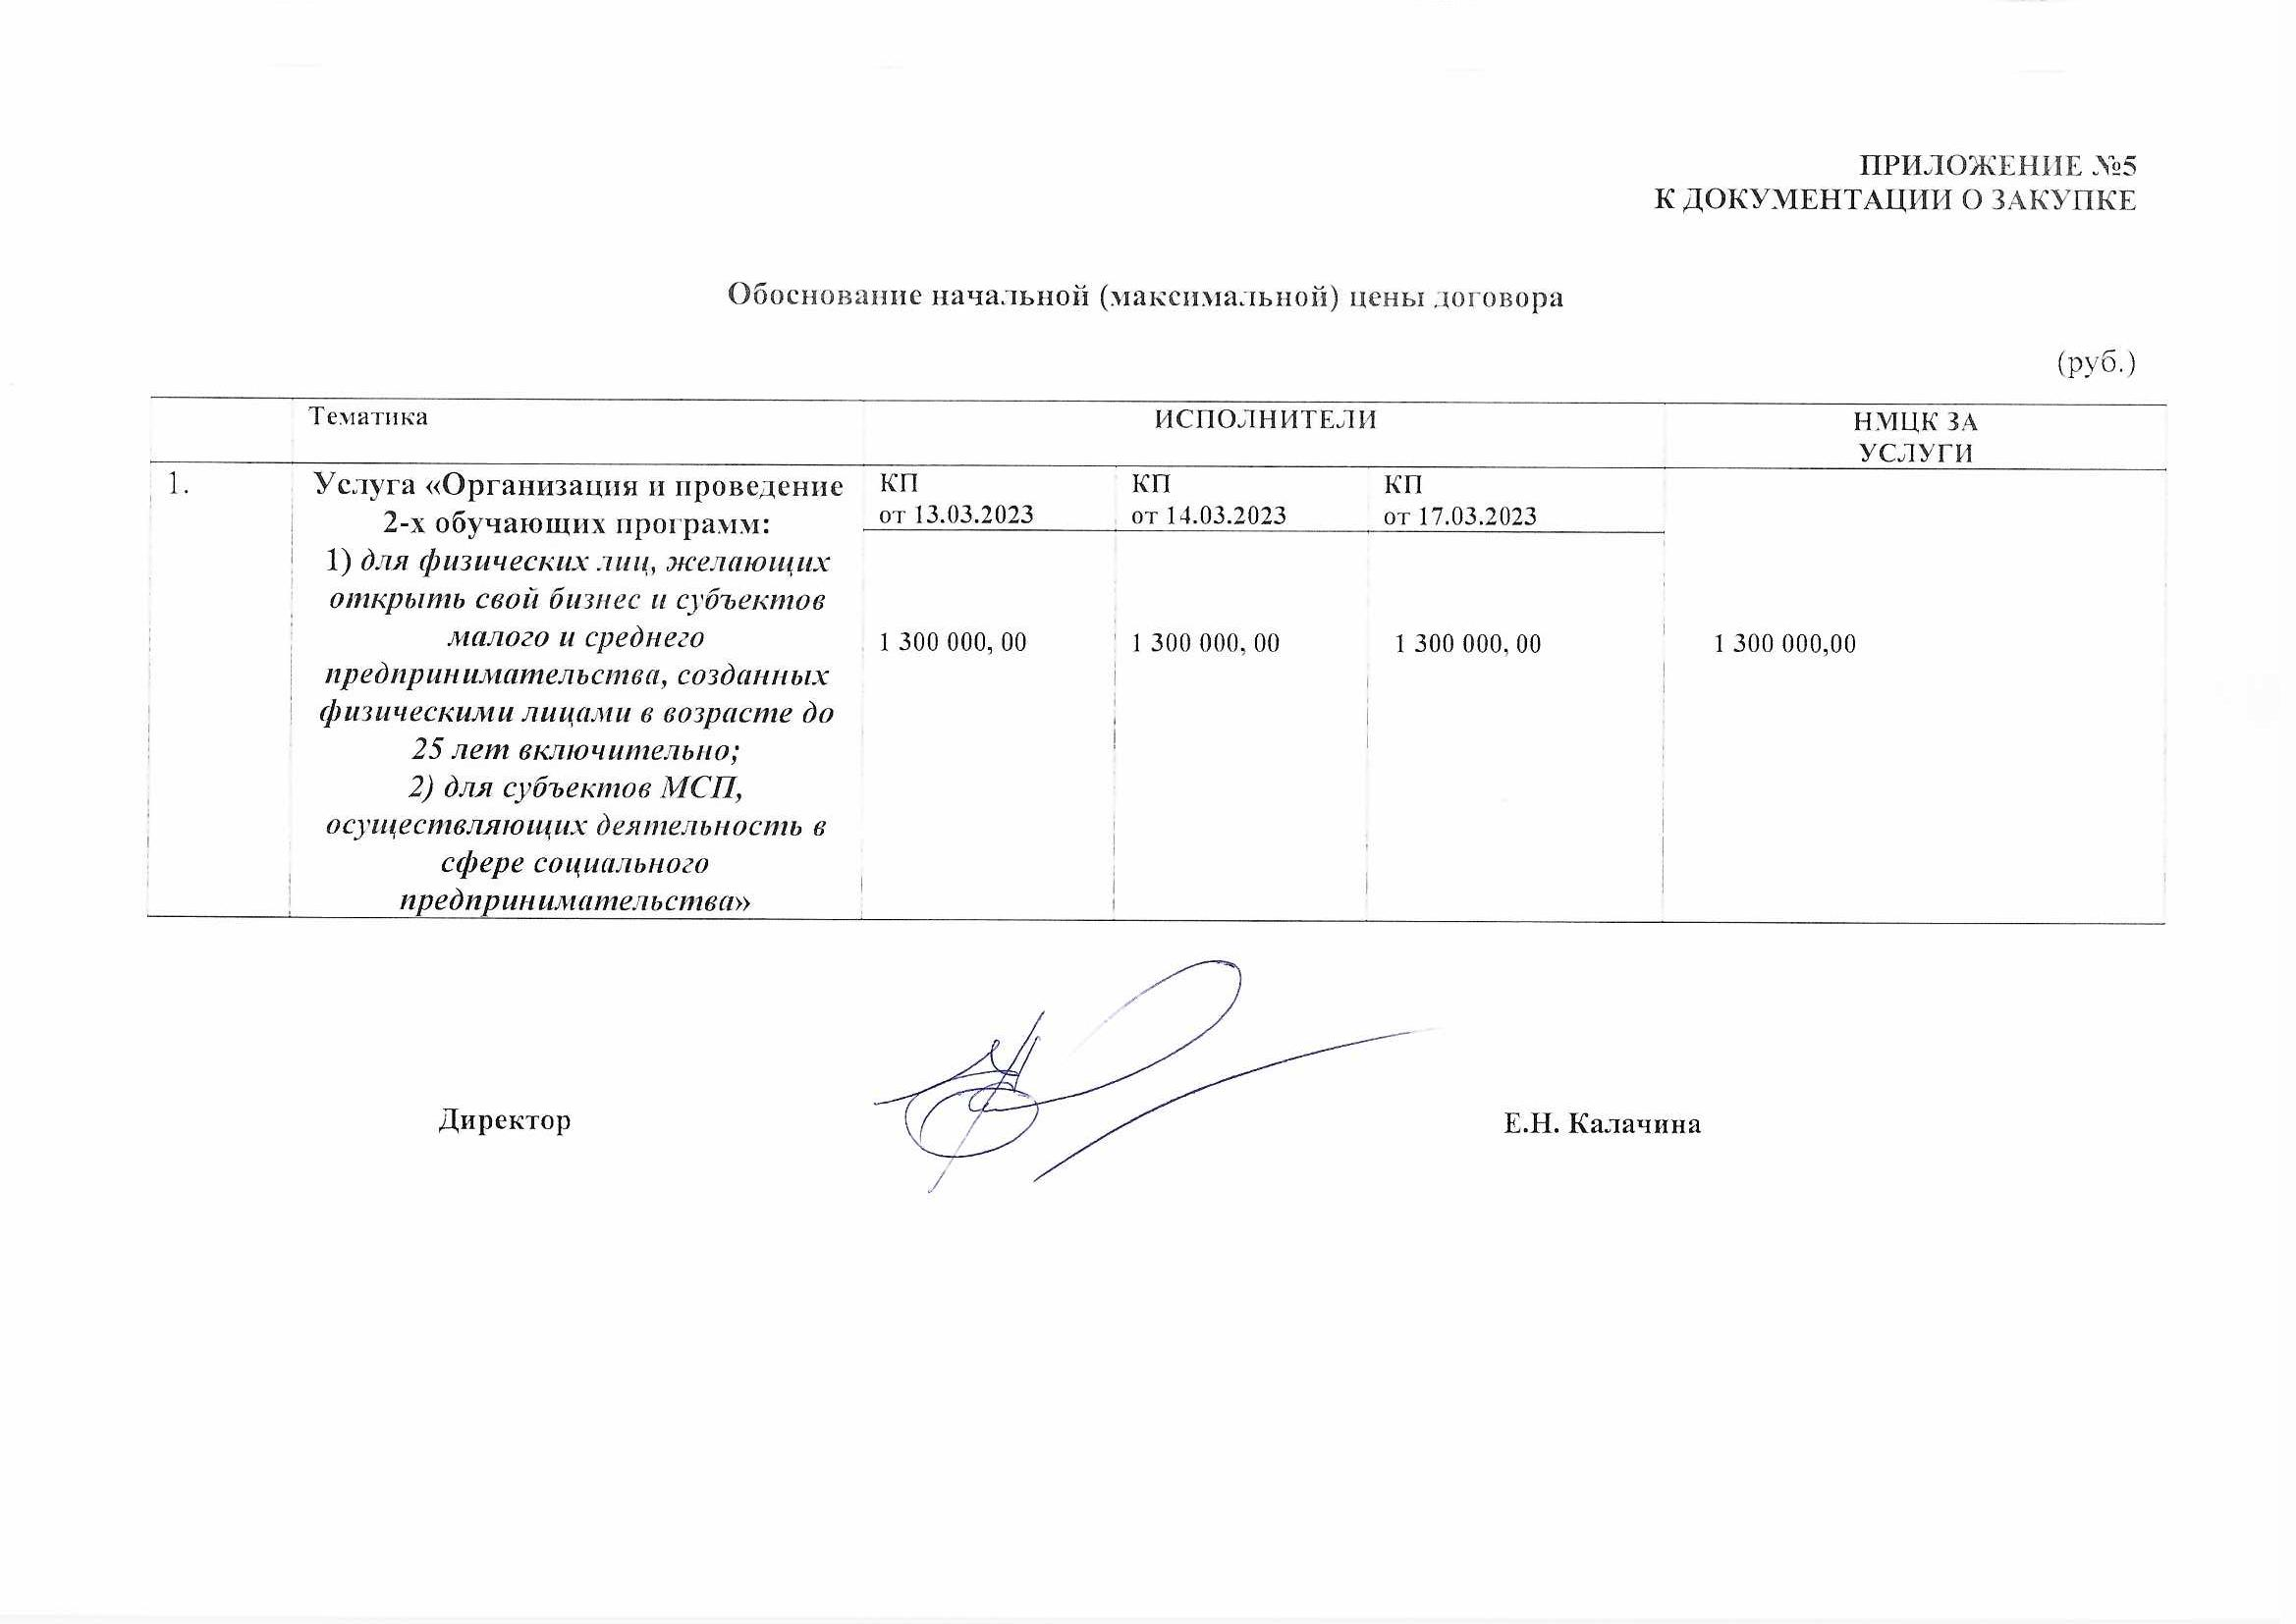 ПРИЛОЖЕНИЕ №5
К ДОКУМЕНТАЦИИ О ЗАКУПКЕ
Обоснование начальной (максимальной) цены договора
(руб.)
Тематика
ИСПОЛНИТЕЛИ
НМЦК ЗА
УСЛУГИ
1.
Услуга «Организация и проведение
2-х обучающих программ:
1) для физических лиц, желающих
открыть свой бизнес и субъектов
малого и среднего
предпринимательства, созданных
физическими лицами в возрасте до
25 лет включительно;
2) для субъектов МСП,
осуществляющих деятельность в
сфере социального
предпринимательства»
КП
от 13.03.2023
КП
от 14.03.2023
КП
от 17.03.2023
1 300 000, 00
1 300 000, 00
1 300 000, 00
1 300 000,00
Директор
Е.Н. Калачина